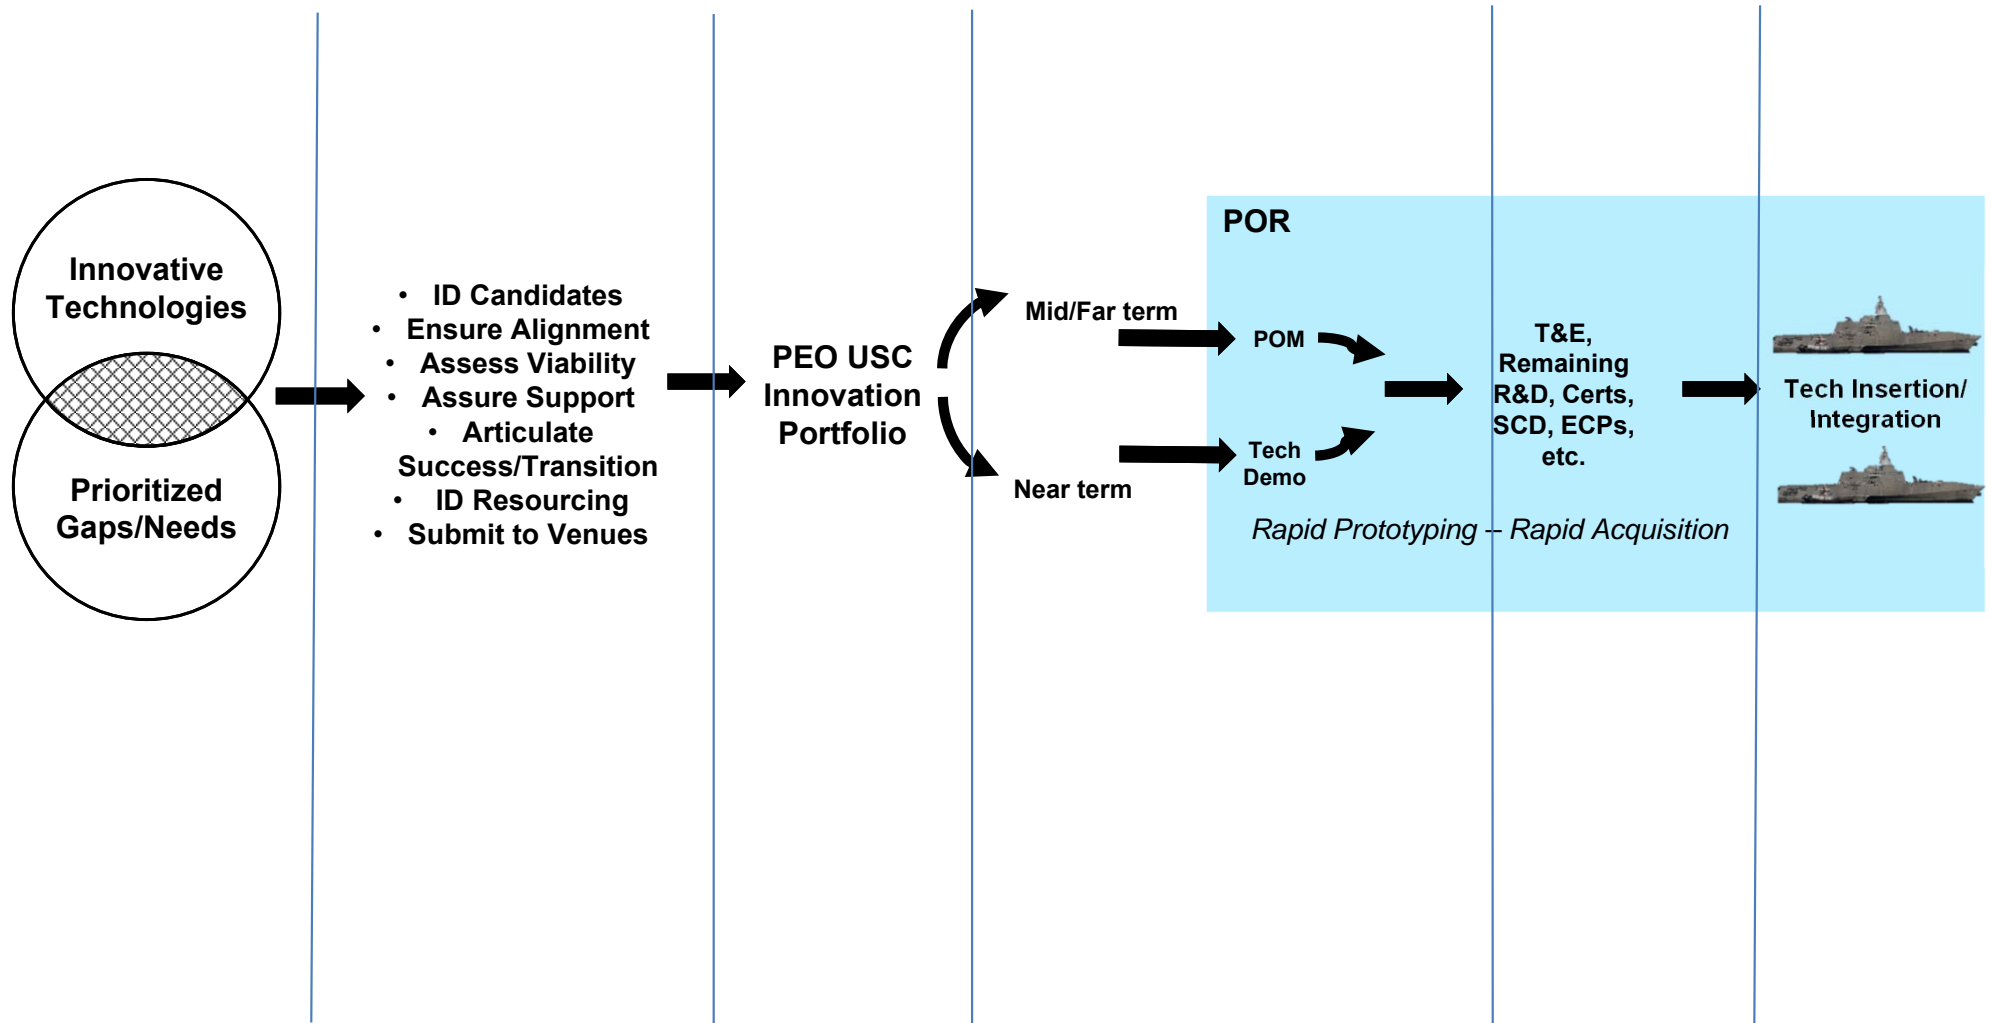 Innovative
Technologies
Prioritized
Gaps/Needs
• ID Candidates
• Ensure Alignment
• Assess Viability
• Assure Support
• Articulate
Success/Transition
• ID Resourcing
• Submit to Venues
PEO USC
Innovation
Portfolio
Mid/Far term
Near term
POR
POM
Tech
Demo
T&E,
Remaining
R&D, Certs,
SCD, ECPs,
etc.
Rapid Prototyping – Rapid Acquisition
Tech Insertion/
Integration